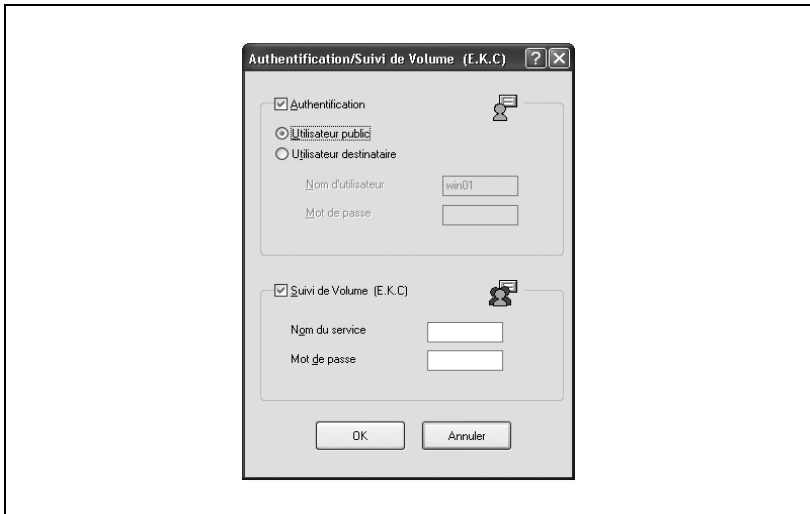 Authentification/Suivi de Volume (E.K.C)
Authentification
Utilisateur public
Utilisateur destinataire
Nom d'utilisateur win01
Mot de passe
Suivi de Volume (E.K.C)
Nom du service
Mot de passe
OK Annuler